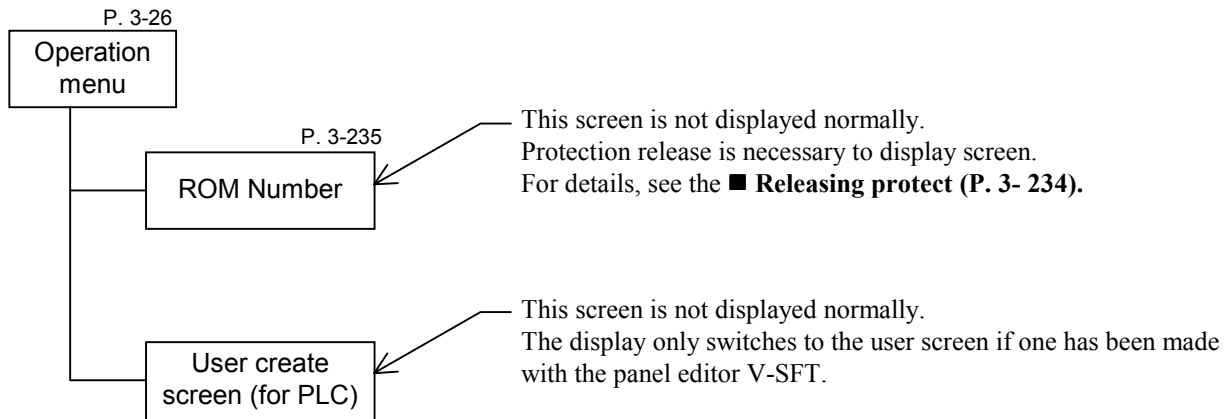 P. 3-26
Operation
menu
P. 3-235
ROM Number
This screen is not displayed normally.
Protection release is necessary to display screen.
For details, see the ■ Releasing protect (P. 3- 234).
User create
screen (for PLC)
This screen is not displayed normally.
The display only switches to the user screen if one has been made
with the panel editor V-SFT.